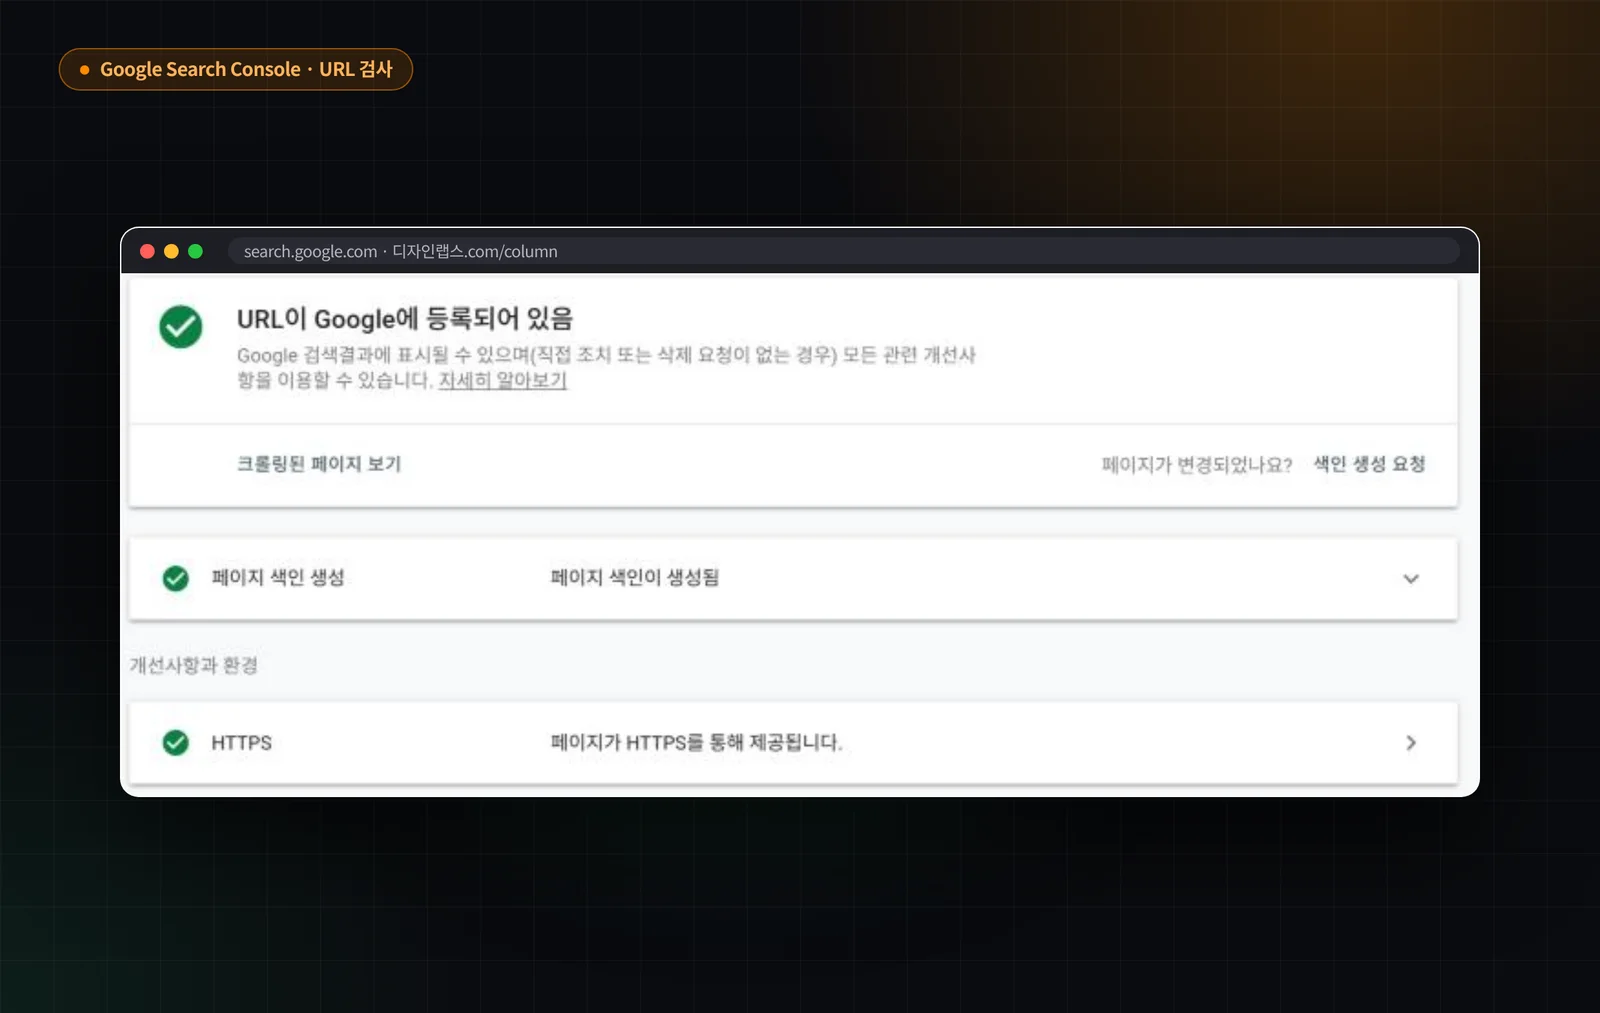 Google Search Console · URL 검사
search.google.com · 디자인랩스.com/column
URL이 Google에 등록되어 있음
Google 검색결과에 표시될 수 있으며(직접 조치 또는 삭제 요청이 없는 경우) 모든 관련 개선사
항을 이용할 수 있습니다. 자세히 알아보기
크롤링된 페이지 보기
페이지가 변경되었나요? 색인 생성 요청
페이지 색인 생성 페이지 색인이 생성됨
개선사항과 환경
HTTPS 페이지가 HTTPS를 통해 제공됩니다.